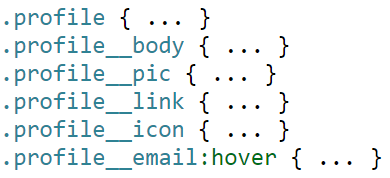 .profile { ... }
.profile__body { ... }
.profile__pic { ... }
.profile__link { ... }
.profile__icon { ... }
.profile__email:hover { ... }